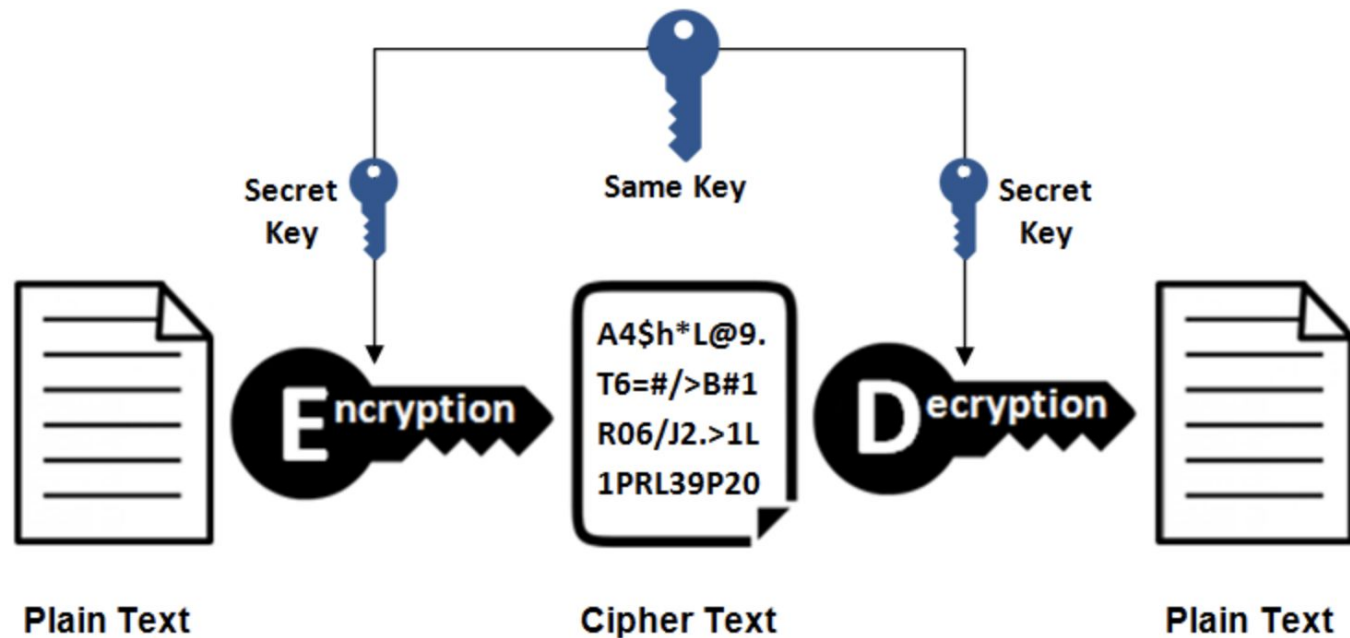 Same Key
Secret
Key
Secret
Key
Encryption
A4$h*L@9.
T6=#/>B#1
R06/J2.>1L
1PRL39P20
Decryption
Plain Text
Cipher Text
Plain Text